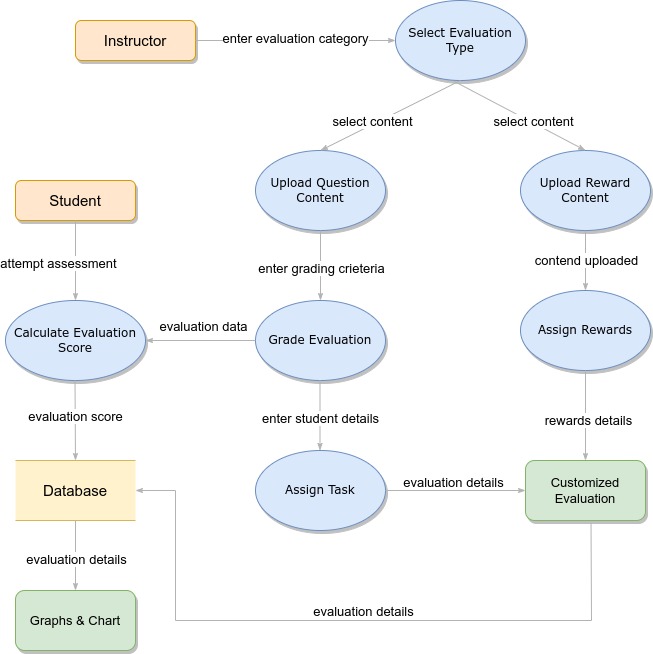 Instructor
enter evaluation category
Select Evaluation
Type
select content
select content
Student
Upload Question
Content
Upload Reward
Content
attempt assessment
enter grading crieteria
contend uploaded
Calculate Evaluation
Score
evaluation data
Grade Evaluation
Assign Rewards
evaluation score
enter student details
rewards details
Database
Assign Task
evaluation details
Customized
Evaluation
evaluation details
Graphs & Chart
evaluation details